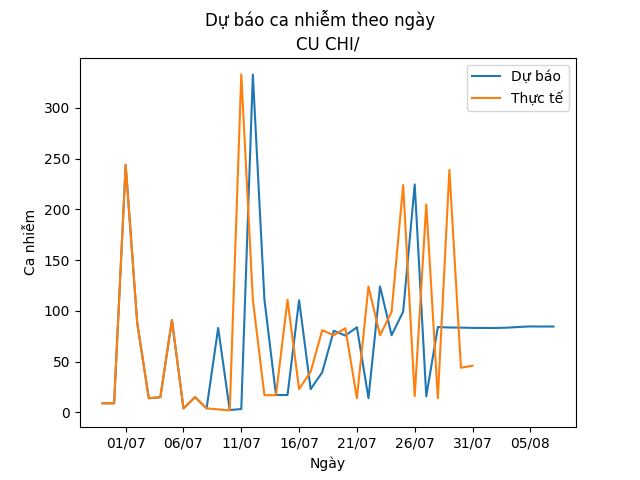 Dự báo ca nhiễm theo ngày
CU CHI/
Dự báo
Thực tế
Ca nhiễm
300
250
200
150
100
50
0
01/07 06/07 11/07 16/07 21/07 26/07 31/07 05/08
Ngày